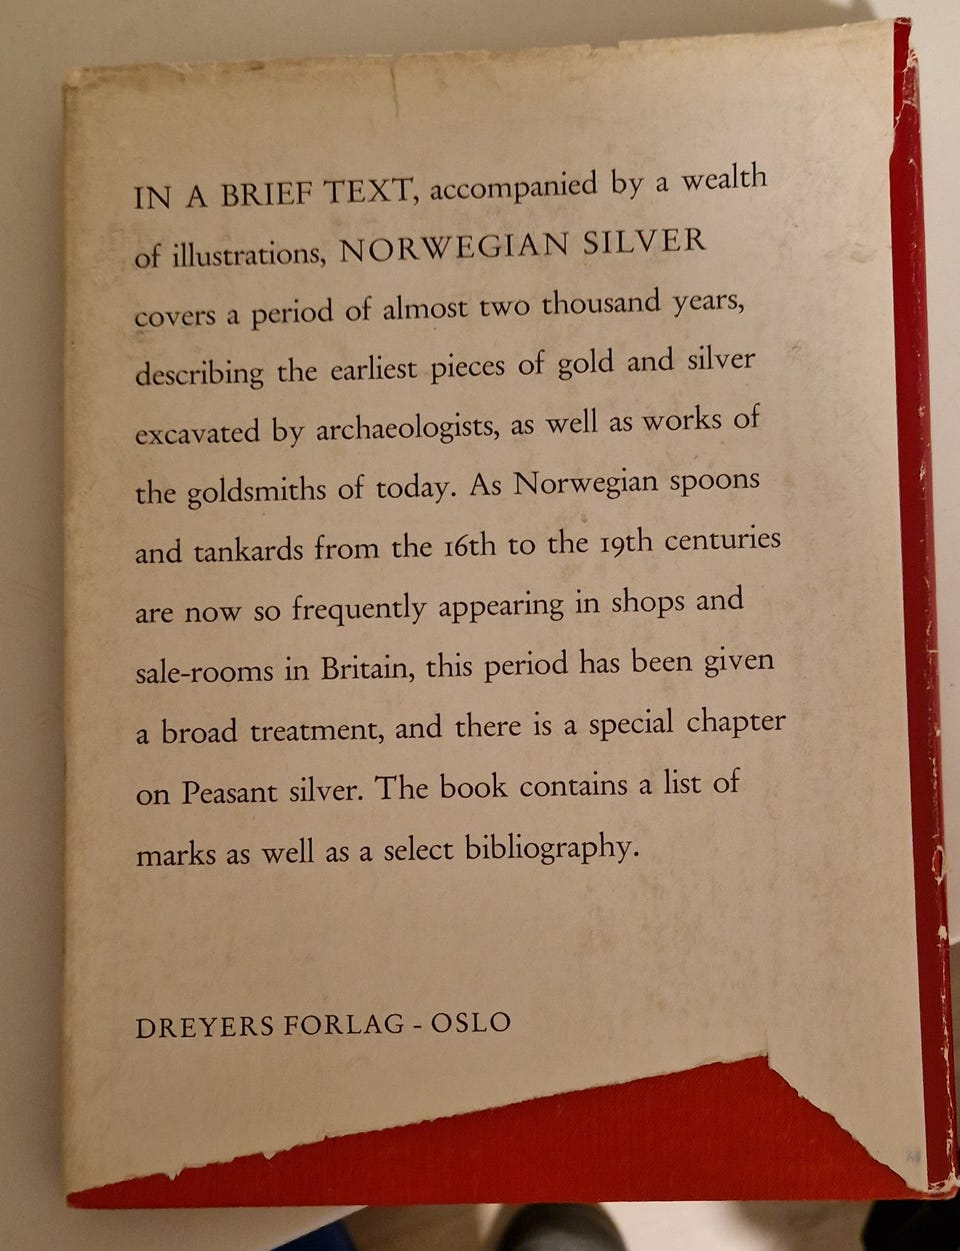 IN A BRIEF TEXT, accompanied by a wealth
of illustrations, NORWEGIAN SILVER
covers a period of almost two thousand years,
describing the earliest pieces of gold and silver
excavated by archaeologists, as well as works of
the goldsmiths of today. As Norwegian spoons
and tankards from the 16th to the 19th centuries
are now so frequently appearing in shops and
sale-rooms in Britain, this period has been given
a broad treatment, and there is a special chapter
on Peasant silver. The book contains a list of
marks as well as a select bibliography.
DREYERS FORLAG - OSLO